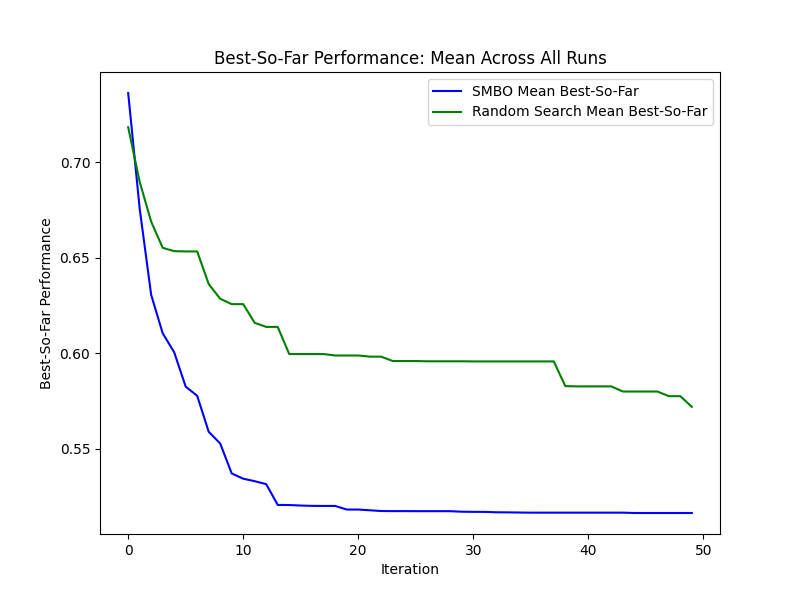 Best-So-Far Performance: Mean Across All Runs
SMBO Mean Best-So-Far
Random Search Mean Best-So-Far
Best-So-Far Performance
0.70
0.65
0.60
0.55
0 10 20 30 40 50
Iteration